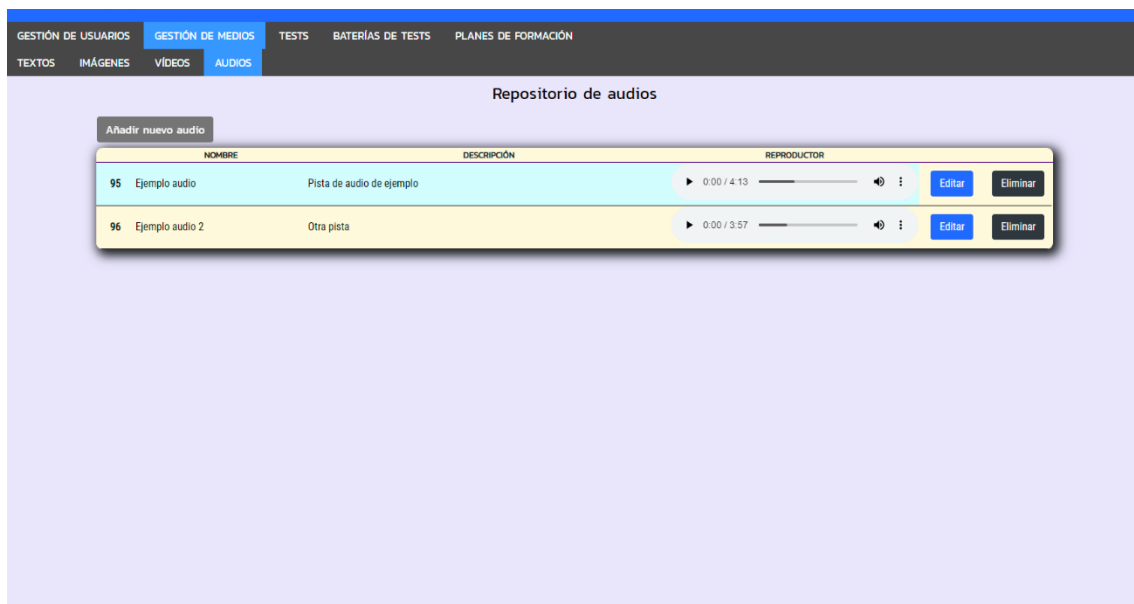 GESTIÓN DE USUARIOS GESTIÓN DE MEDIOS TESTS BATERÍAS DE TESTS PLANES DE FORMACIÓN
TEXTOS IMÁGENES VÍDEOS AUDIOS
Repositorio de audios
Añadir nuevo audio
NOMBRE DESCRIPCIÓN REPRODUCTOR
95 Ejemplo audio Pista de audio de ejemplo 0:00 / 4:13 Editar Eliminar
96 Ejemplo audio 2 Otra pista 0:00 / 3:57 Editar Eliminar